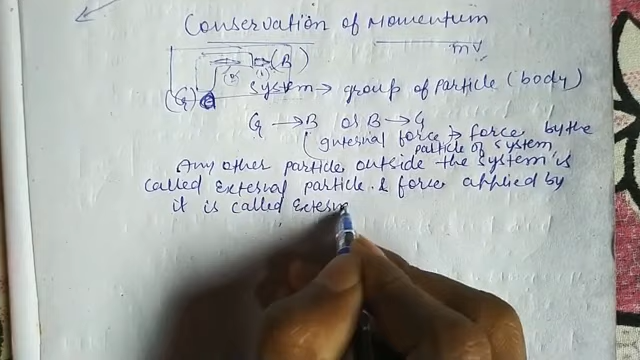 Conservation of Momentum
mv
(B)
System → group of particle (body)
(G)
G → B or B → G
Internal force → force by the
particle of system
Any other particle outside the system is
called External particle & force applied by
it is called Extern